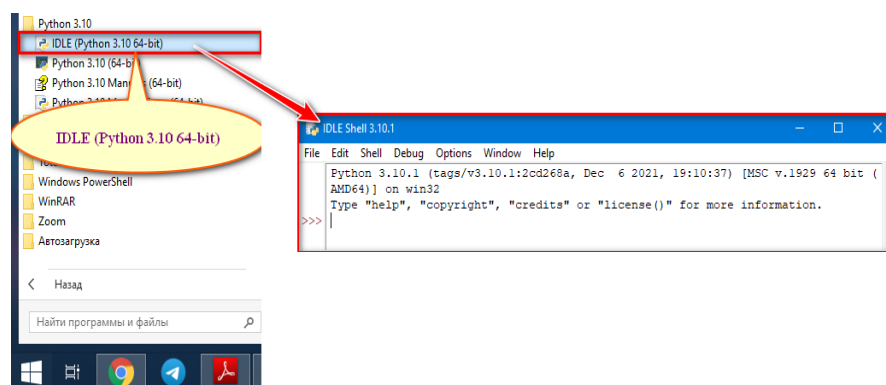 Python 3.10
IDLE (Python 3.10 64-bit)
Python 3.10 (64-bit)
Python 3.10 Manuals (64-bit)
Python 3.10
IDLE (Python 3.10 64-bit)
Windows PowerShell
WinRAR
Zoom
Автозагрузка
Назад
Найти программы и файлы
IDLE Shell 3.10.1
File Edit Shell Debug Options Window Help
Python 3.10.1 (tags/v3.10.1:2cd268a, Dec 6 2021, 19:10:37) [MSC v.1929 64 bit (
AMD64)] on win32
Type "help", "copyright", "credits" or "license()" for more information.
>>>